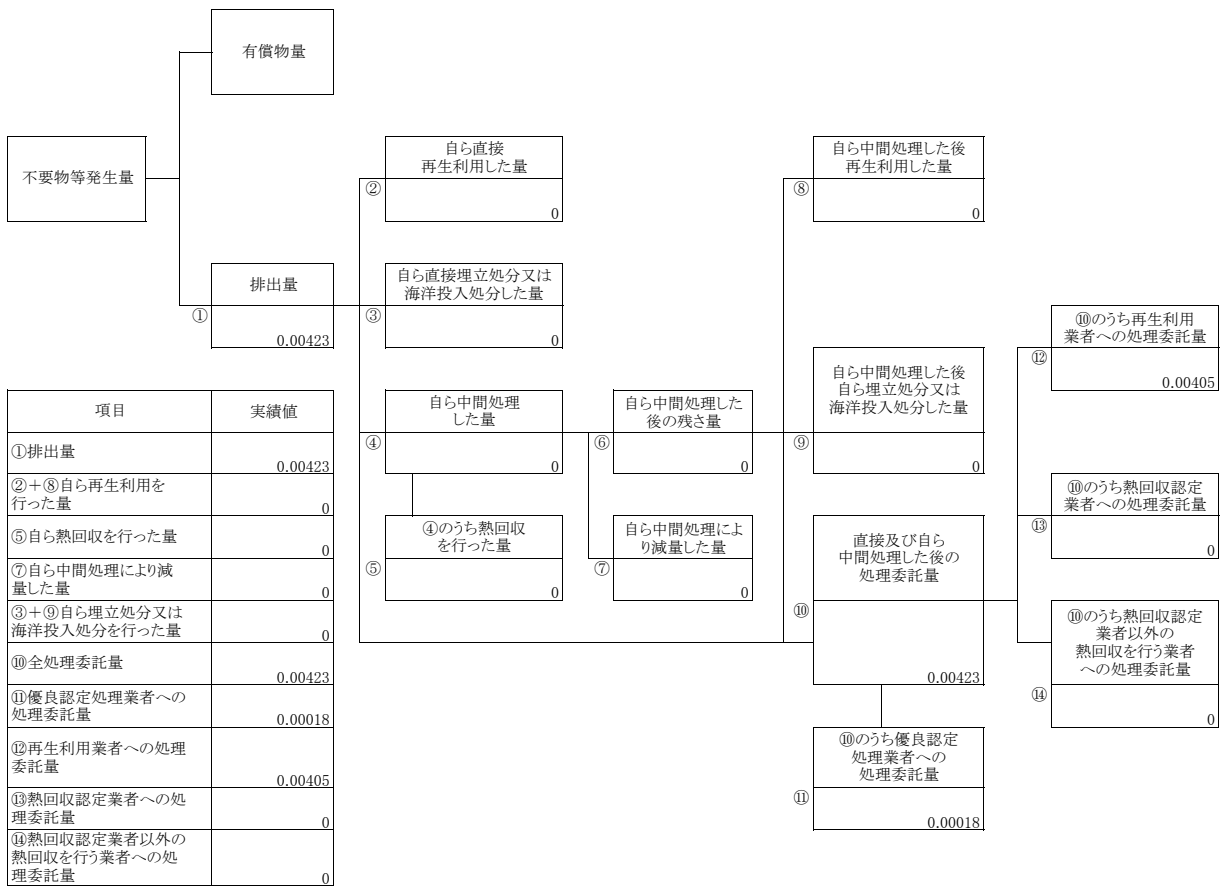 有償物量
不要物等発生量
自ら直接
再生利用した量
②
0
自ら中間処理した後
再生利用した量
⑧
0
排出量
①
0.00423
自ら直接埋立処分又は
海洋投入処分した量
③
0
⑩のうち再生利用
業者への処理委託量
⑫
0.00405
自ら中間処理
した量
④
0
自ら中間処理した
後の残さ量
⑥
0
自ら中間処理した後
自ら埋立処分又は
海洋投入処分した量
⑨
0
⑩のうち熱回収認定
業者への処理委託量
⑬
0
④のうち熱回収
を行った量
⑤
0
自ら中間処理によ
り減量した量
⑦
0
直接及び自ら
中間処理した後の
処理委託量
⑩
0.00423
⑩のうち熱回収認定
業者以外の
熱回収を行う業者
への処理委託量
⑭
0
⑩のうち優良認定
処理業者への
処理委託量
⑪
0.00018
項目 実績値
①排出量
0.00423
②+⑧自ら再生利用を
行った量
0
⑤自ら熱回収を行った量
0
⑦自ら中間処理により減
量した量
0
③+⑨自ら埋立処分又は
海洋投入処分を行った量
0
⑩全処理委託量
0.00423
⑪優良認定処理業者への
処理委託量
0.00018
⑫再生利用業者への処理
委託量
0.00405
⑬熱回収認定業者への処
理委託量
0
⑭熱回収認定業者以外の
熱回収を行う業者への処
理委託量
0